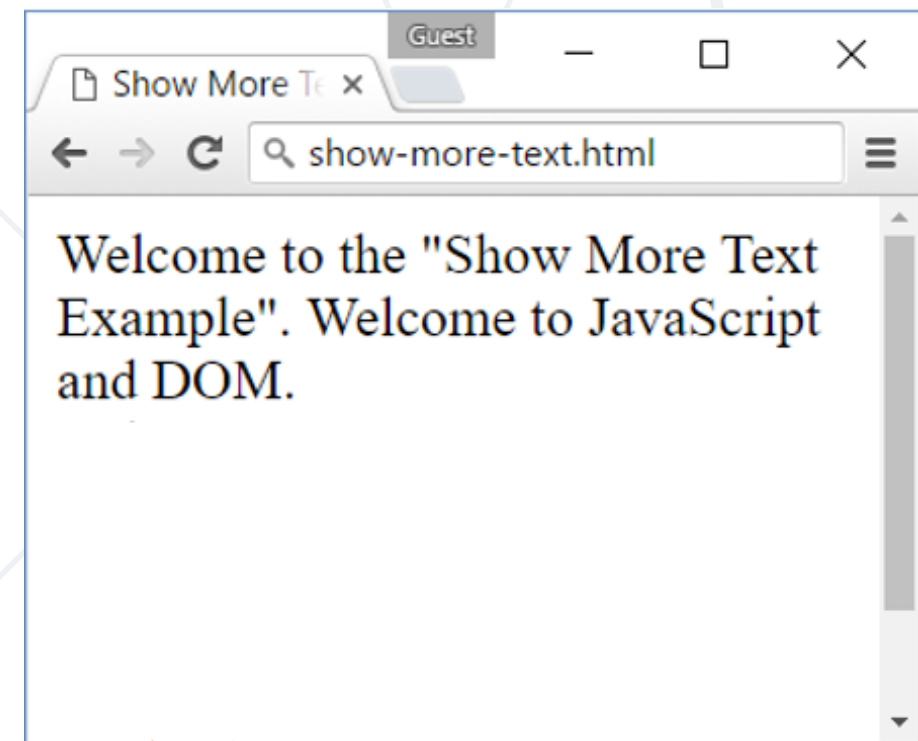 Guest
Show More Te
show-more-text.html
Welcome to the "Show More Text
Example". Welcome to JavaScript
and DOM.